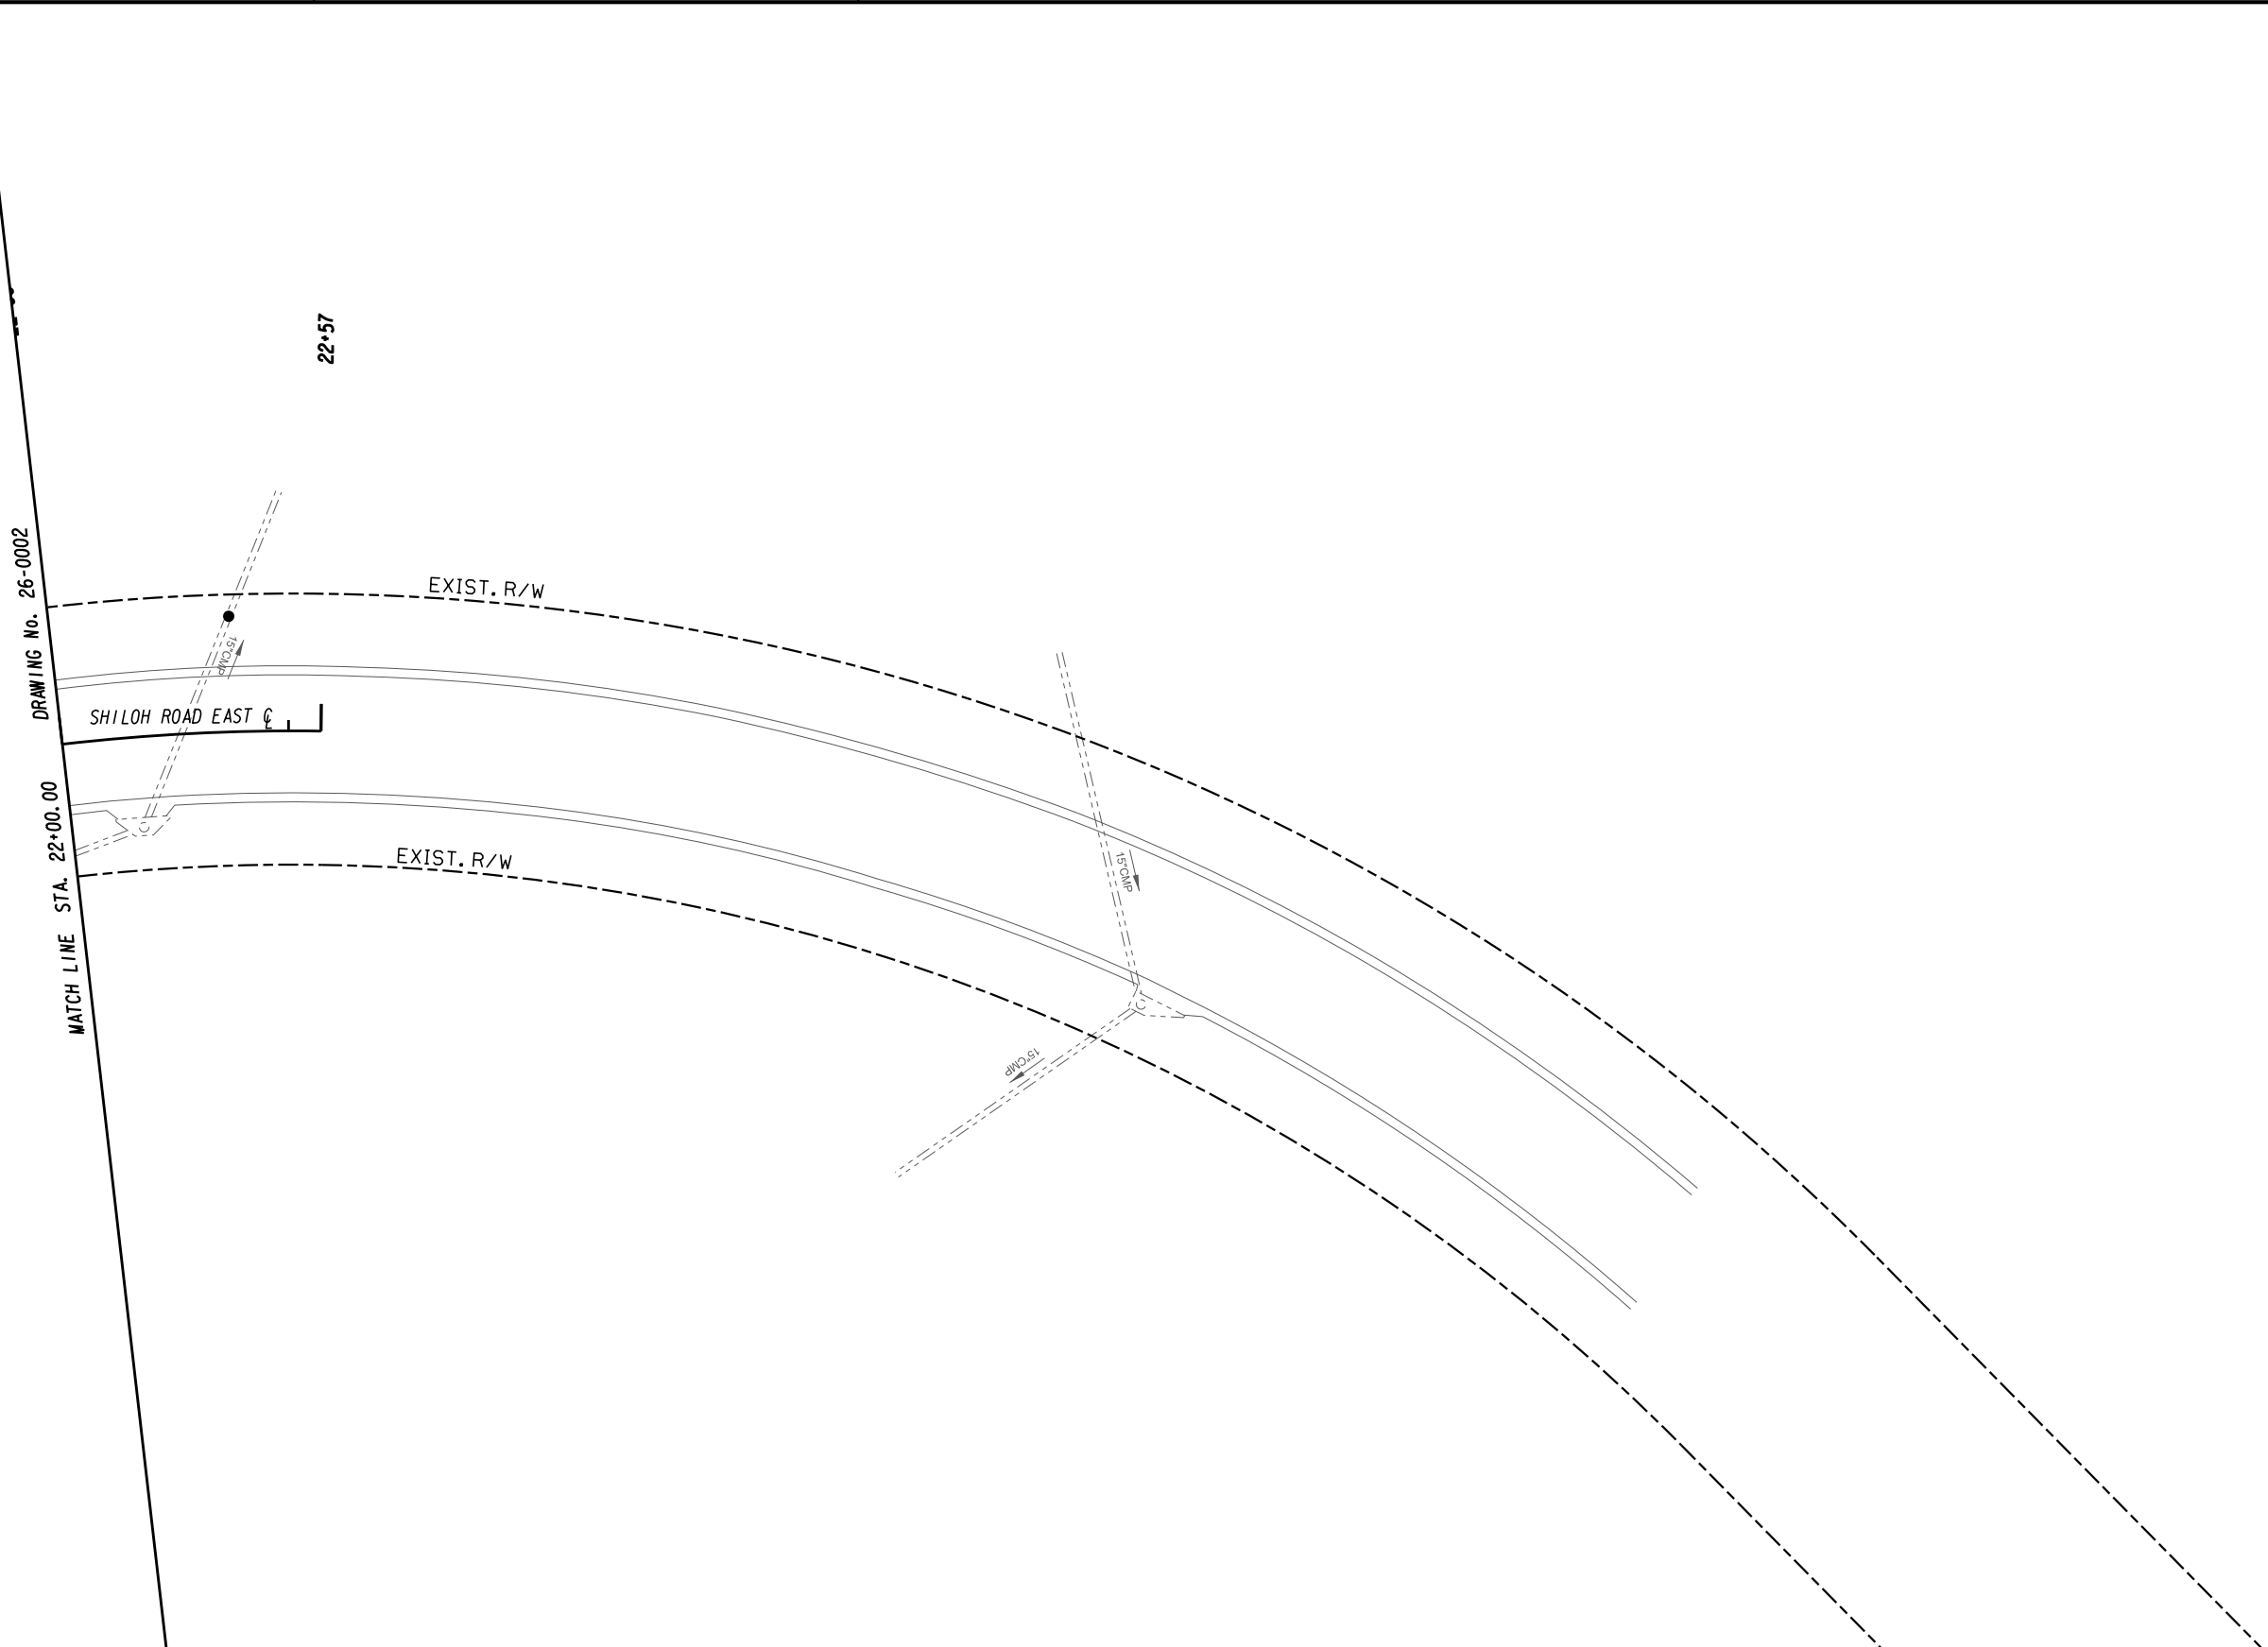 22+57
MATCH LINE STA. 22+00.00 DRAWING No. 26-0002
EXIST. R/W
15"CMP
SHILOH ROAD EAST ℄
EXIST. R/W
15"CMP
15"CMP